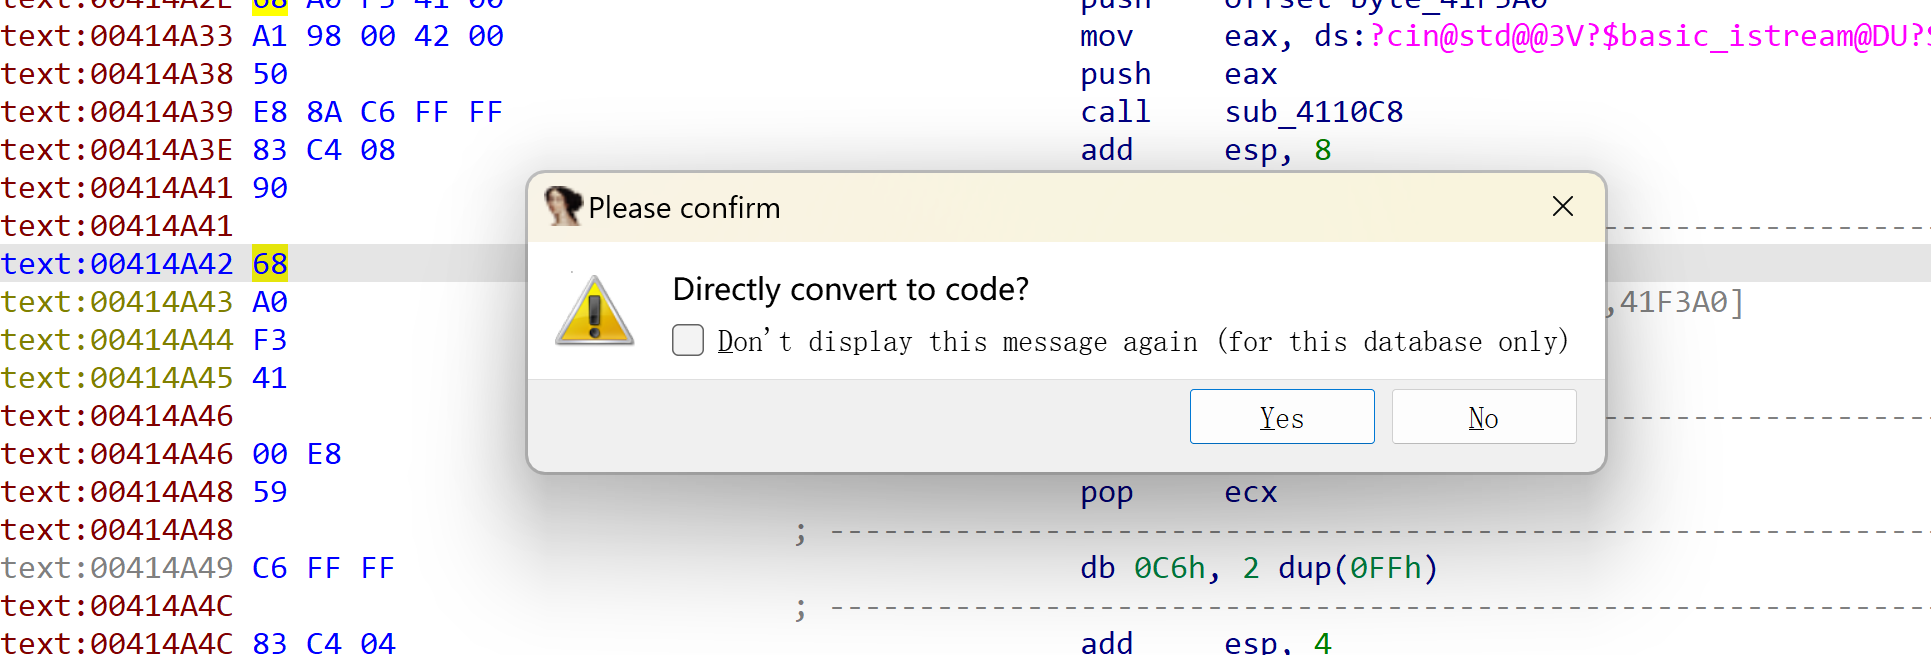 text:00414A2E 68 A0 F3 41 00 push offset byte_41F3A0
text:00414A33 A1 98 00 42 00 mov eax, ds:?cin@std@@3V?$basic_istream@DU?$
text:00414A38 50 push eax
text:00414A39 E8 8A C6 FF FF call sub_4110C8
text:00414A3E 83 C4 08 add esp, 8
text:00414A41 90
Please confirm
text:00414A41 ----------------
text:00414A42 68
Directly convert to code?
text:00414A43 A0 ,41F3A0]
text:00414A44 F3
Don't display this message again (for this database only)
text:00414A45 41
text:00414A46 ----------------
Yes No
text:00414A46 00 E8
text:00414A48 59 pop ecx
text:00414A48 ; -------------------------------------------------------------
text:00414A49 C6 FF FF db 0C6h, 2 dup(0FFh)
text:00414A4C ; -------------------------------------------------------------
text:00414A4C 83 C4 04 add esp, 4